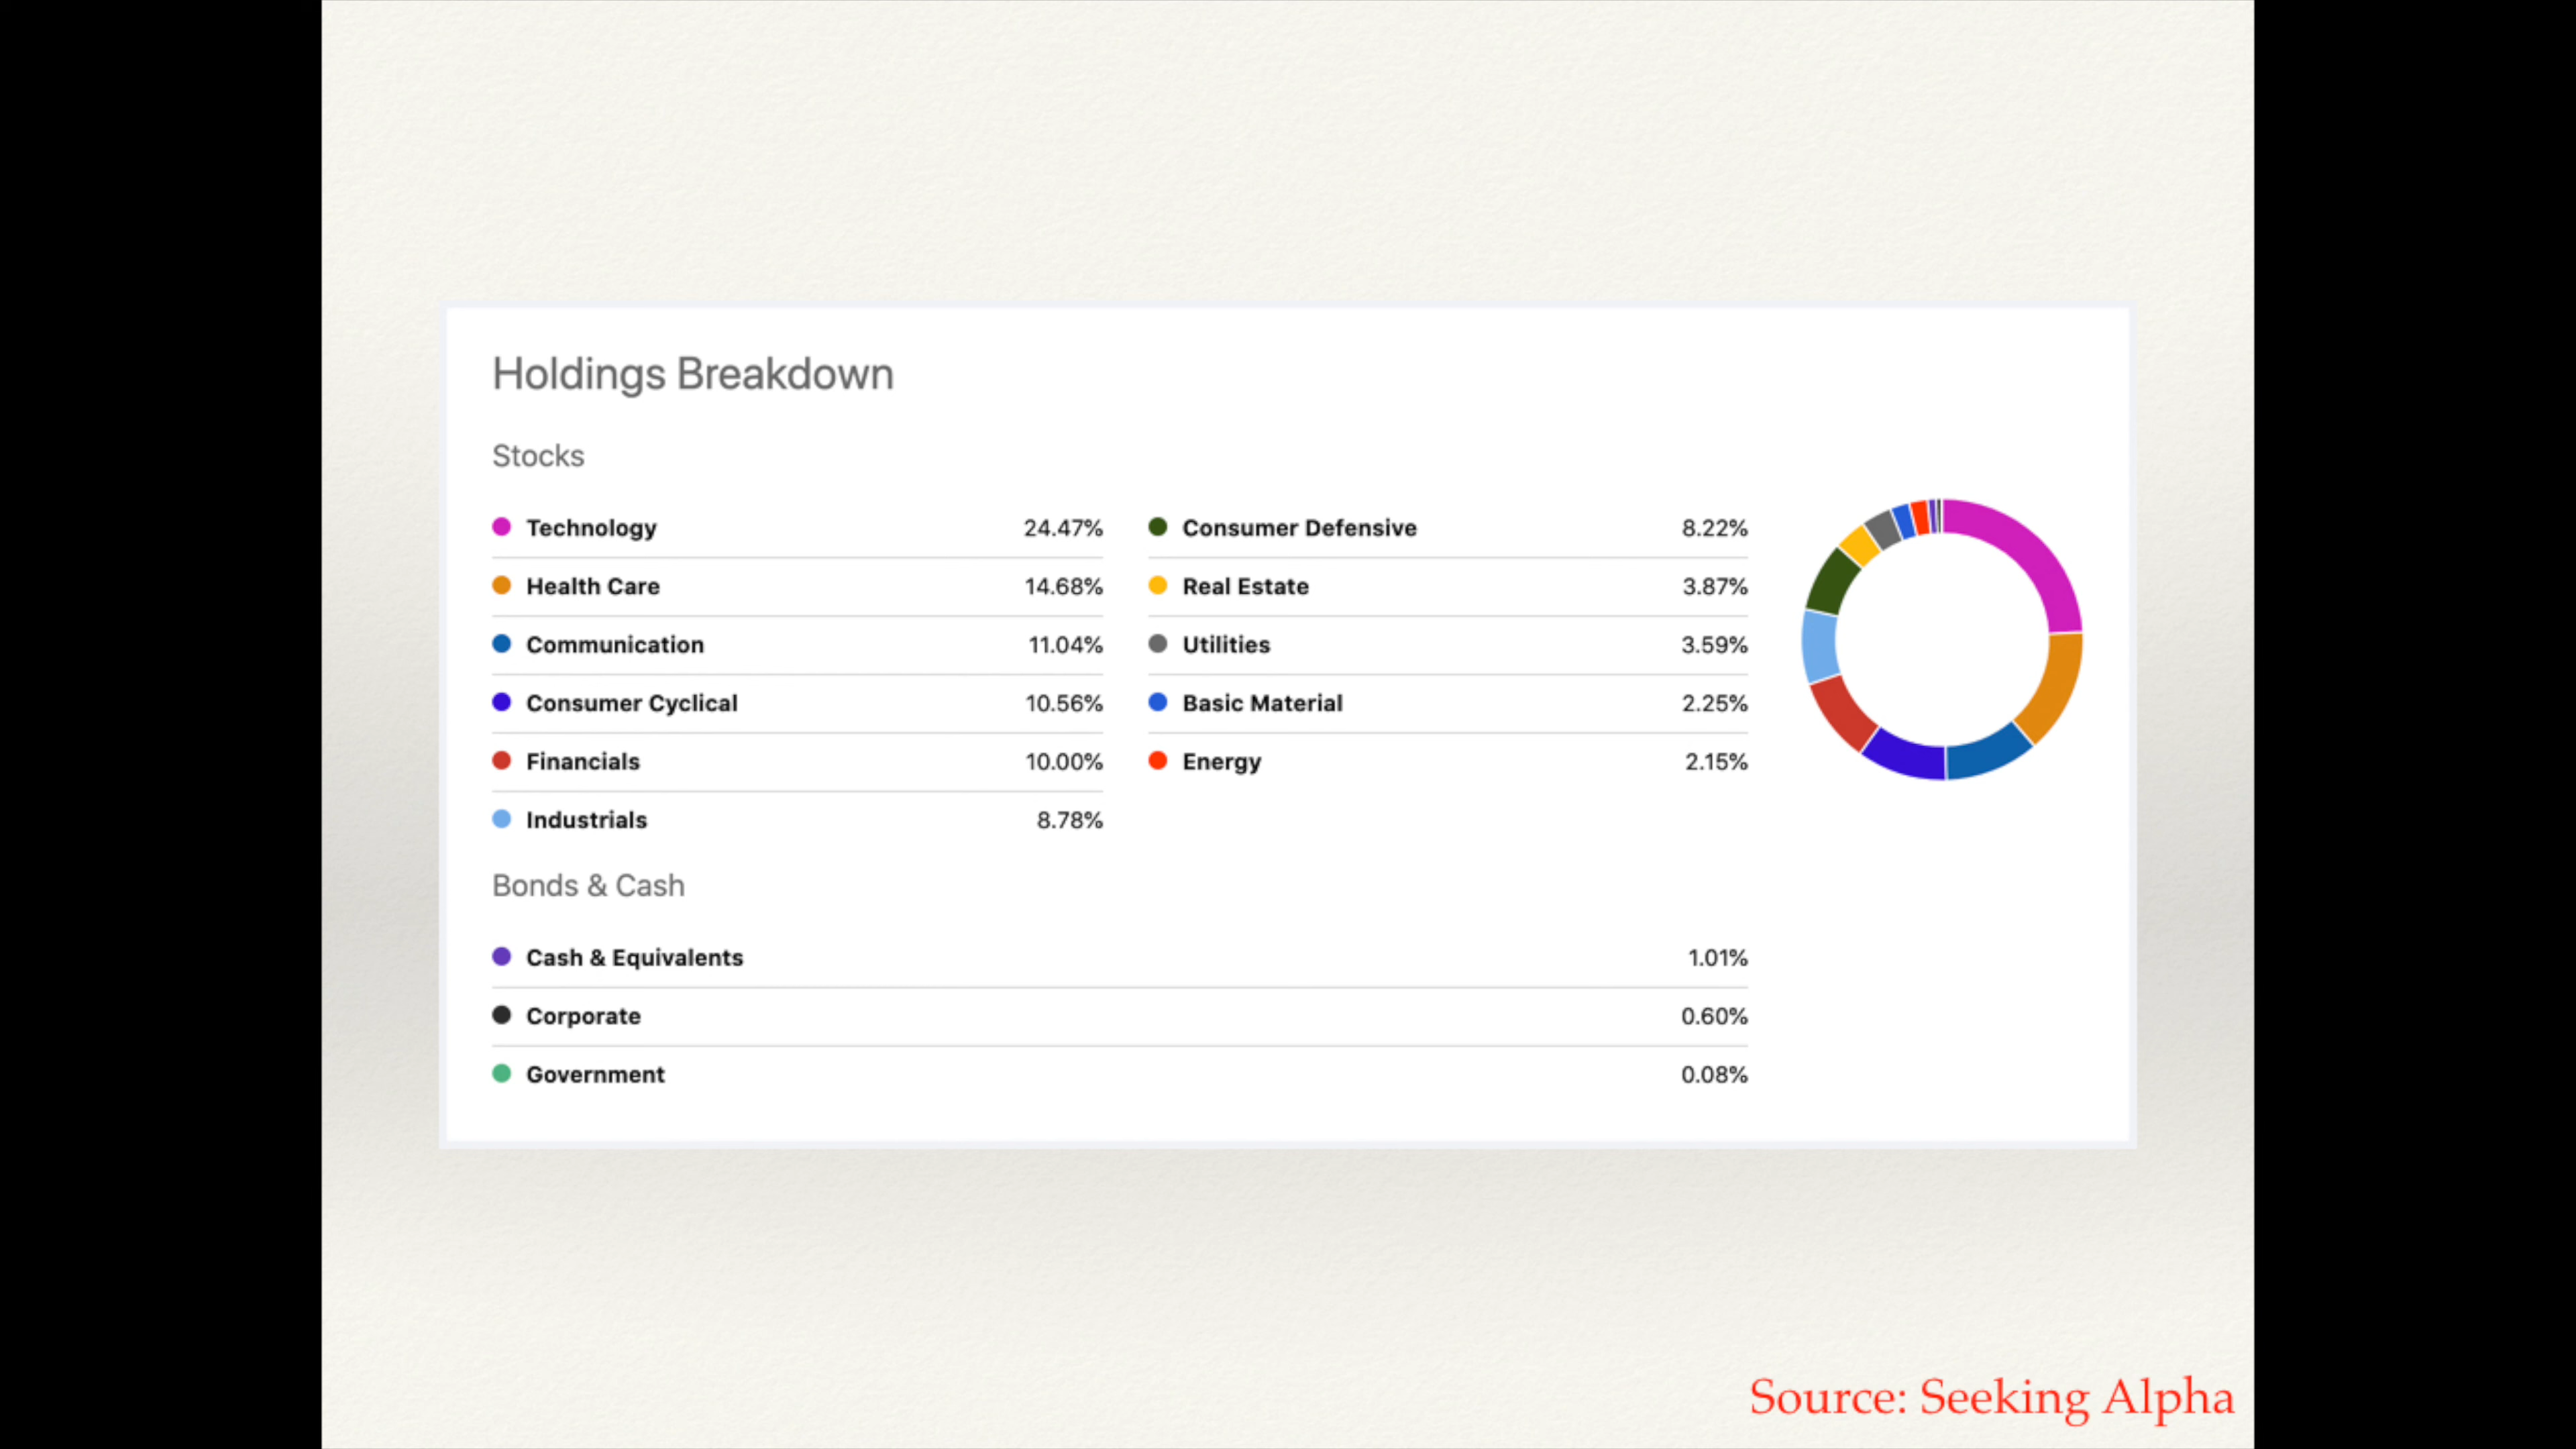 Holdings Breakdown
Stocks
Technology 24.47%
Health Care 14.68%
Communication 11.04%
Consumer Cyclical 10.56%
Financials 10.00%
Industrials 8.78%
Consumer Defensive 8.22%
Real Estate 3.87%
Utilities 3.59%
Basic Material 2.25%
Energy 2.15%
Bonds & Cash
Cash & Equivalents 1.01%
Corporate 0.60%
Government 0.08%
Source: Seeking Alpha